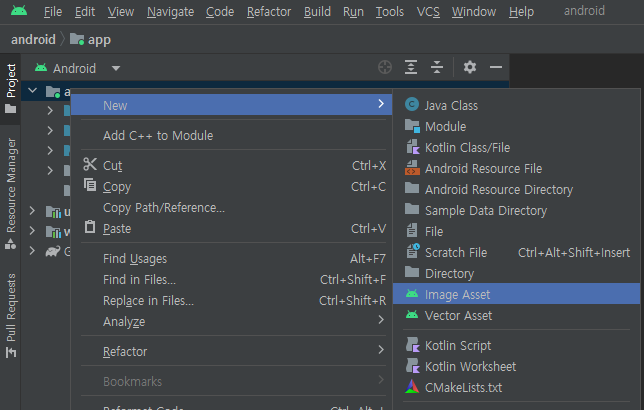 File Edit View Navigate Code Refactor Build Run Tools VCS Window Help android
android app
Project
Resource Manager
Pull Requests
Android
a
u
w
G
New
Add C++ to Module
Cut Ctrl+X
Copy Ctrl+C
Copy Path/Reference...
Paste Ctrl+V
Find Usages Alt+F7
Find in Files... Ctrl+Shift+F
Replace in Files... Ctrl+Shift+R
Analyze
Refactor
Bookmarks
Java Class
Module
Kotlin Class/File
Android Resource File
Android Resource Directory
Sample Data Directory
File
Scratch File Ctrl+Alt+Shift+Insert
Directory
Image Asset
Vector Asset
Kotlin Script
Kotlin Worksheet
CMakeLists.txt